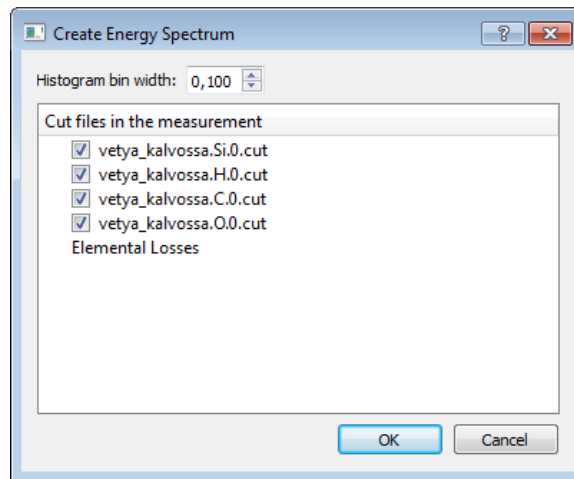 Create Energy Spectrum
Histogram bin width: 0,100
Cut files in the measurement
vetya_kalvossa.Si.0.cut
vetya_kalvossa.H.0.cut
vetya_kalvossa.C.0.cut
vetya_kalvossa.O.0.cut
Elemental Losses
OK Cancel